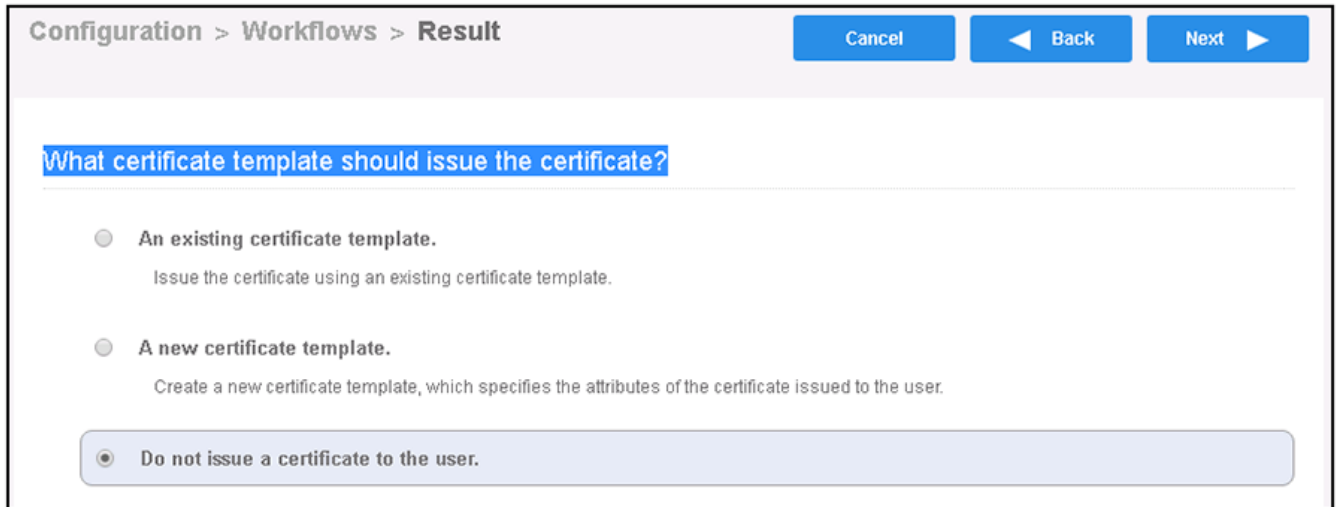 Configuration > Workflows > Result
Cancel
Back
Next
What certificate template should issue the certificate?
An existing certificate template.
Issue the certificate using an existing certificate template.
A new certificate template.
Create a new certificate template, which specifies the attributes of the certificate issued to the user.
Do not issue a certificate to the user.